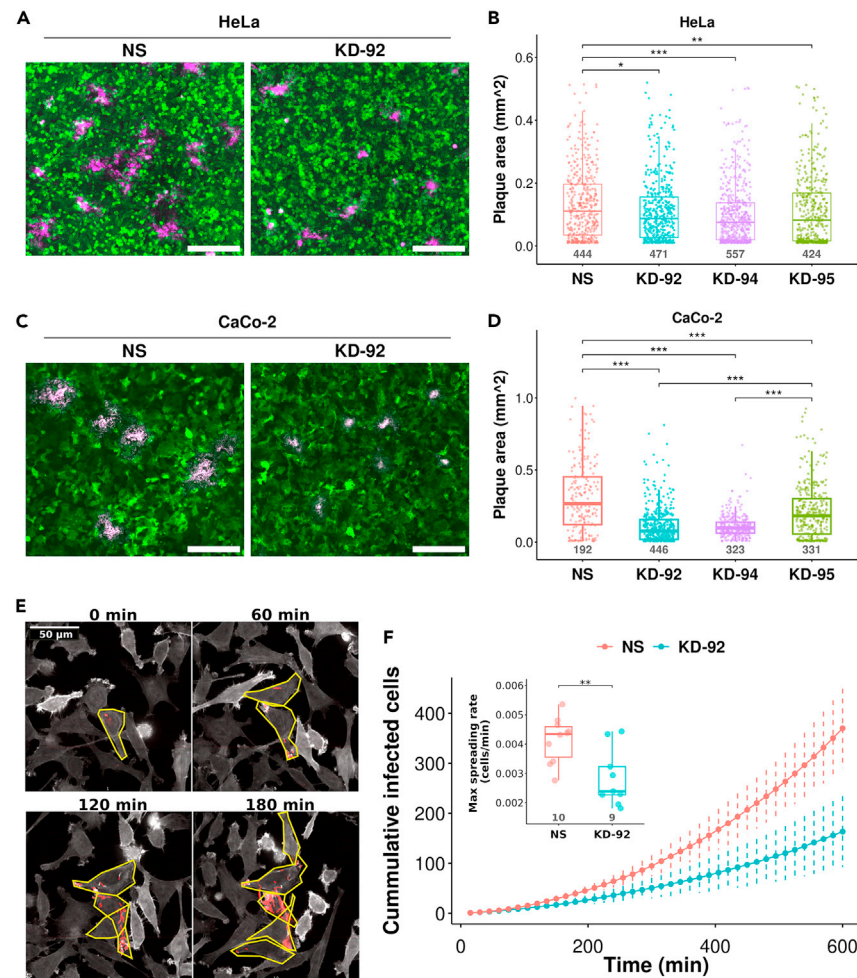 A
HeLa
NS KD-92
B
HeLa
Plaque area (mm^2)
0.6
0.4
0.2
0.0
**
***
*
444 471 557 424
NS KD-92 KD-94 KD-95
C
CaCo-2
NS KD-92
D
CaCo-2
Plaque area (mm^2)
1.0
0.5
0.0
***
***
*** ***
***
192 446 323 331
NS KD-92 KD-94 KD-95
E
0 min 60 min
50 µm
120 min 180 min
F
NS KD-92
Cummulative infected cells
400
300
200
100
0
200 400 600
Time (min)
Max spreading rate
(cells/min)
0.006
0.005
0.004
0.003
0.002
**
10 9
NS KD-92